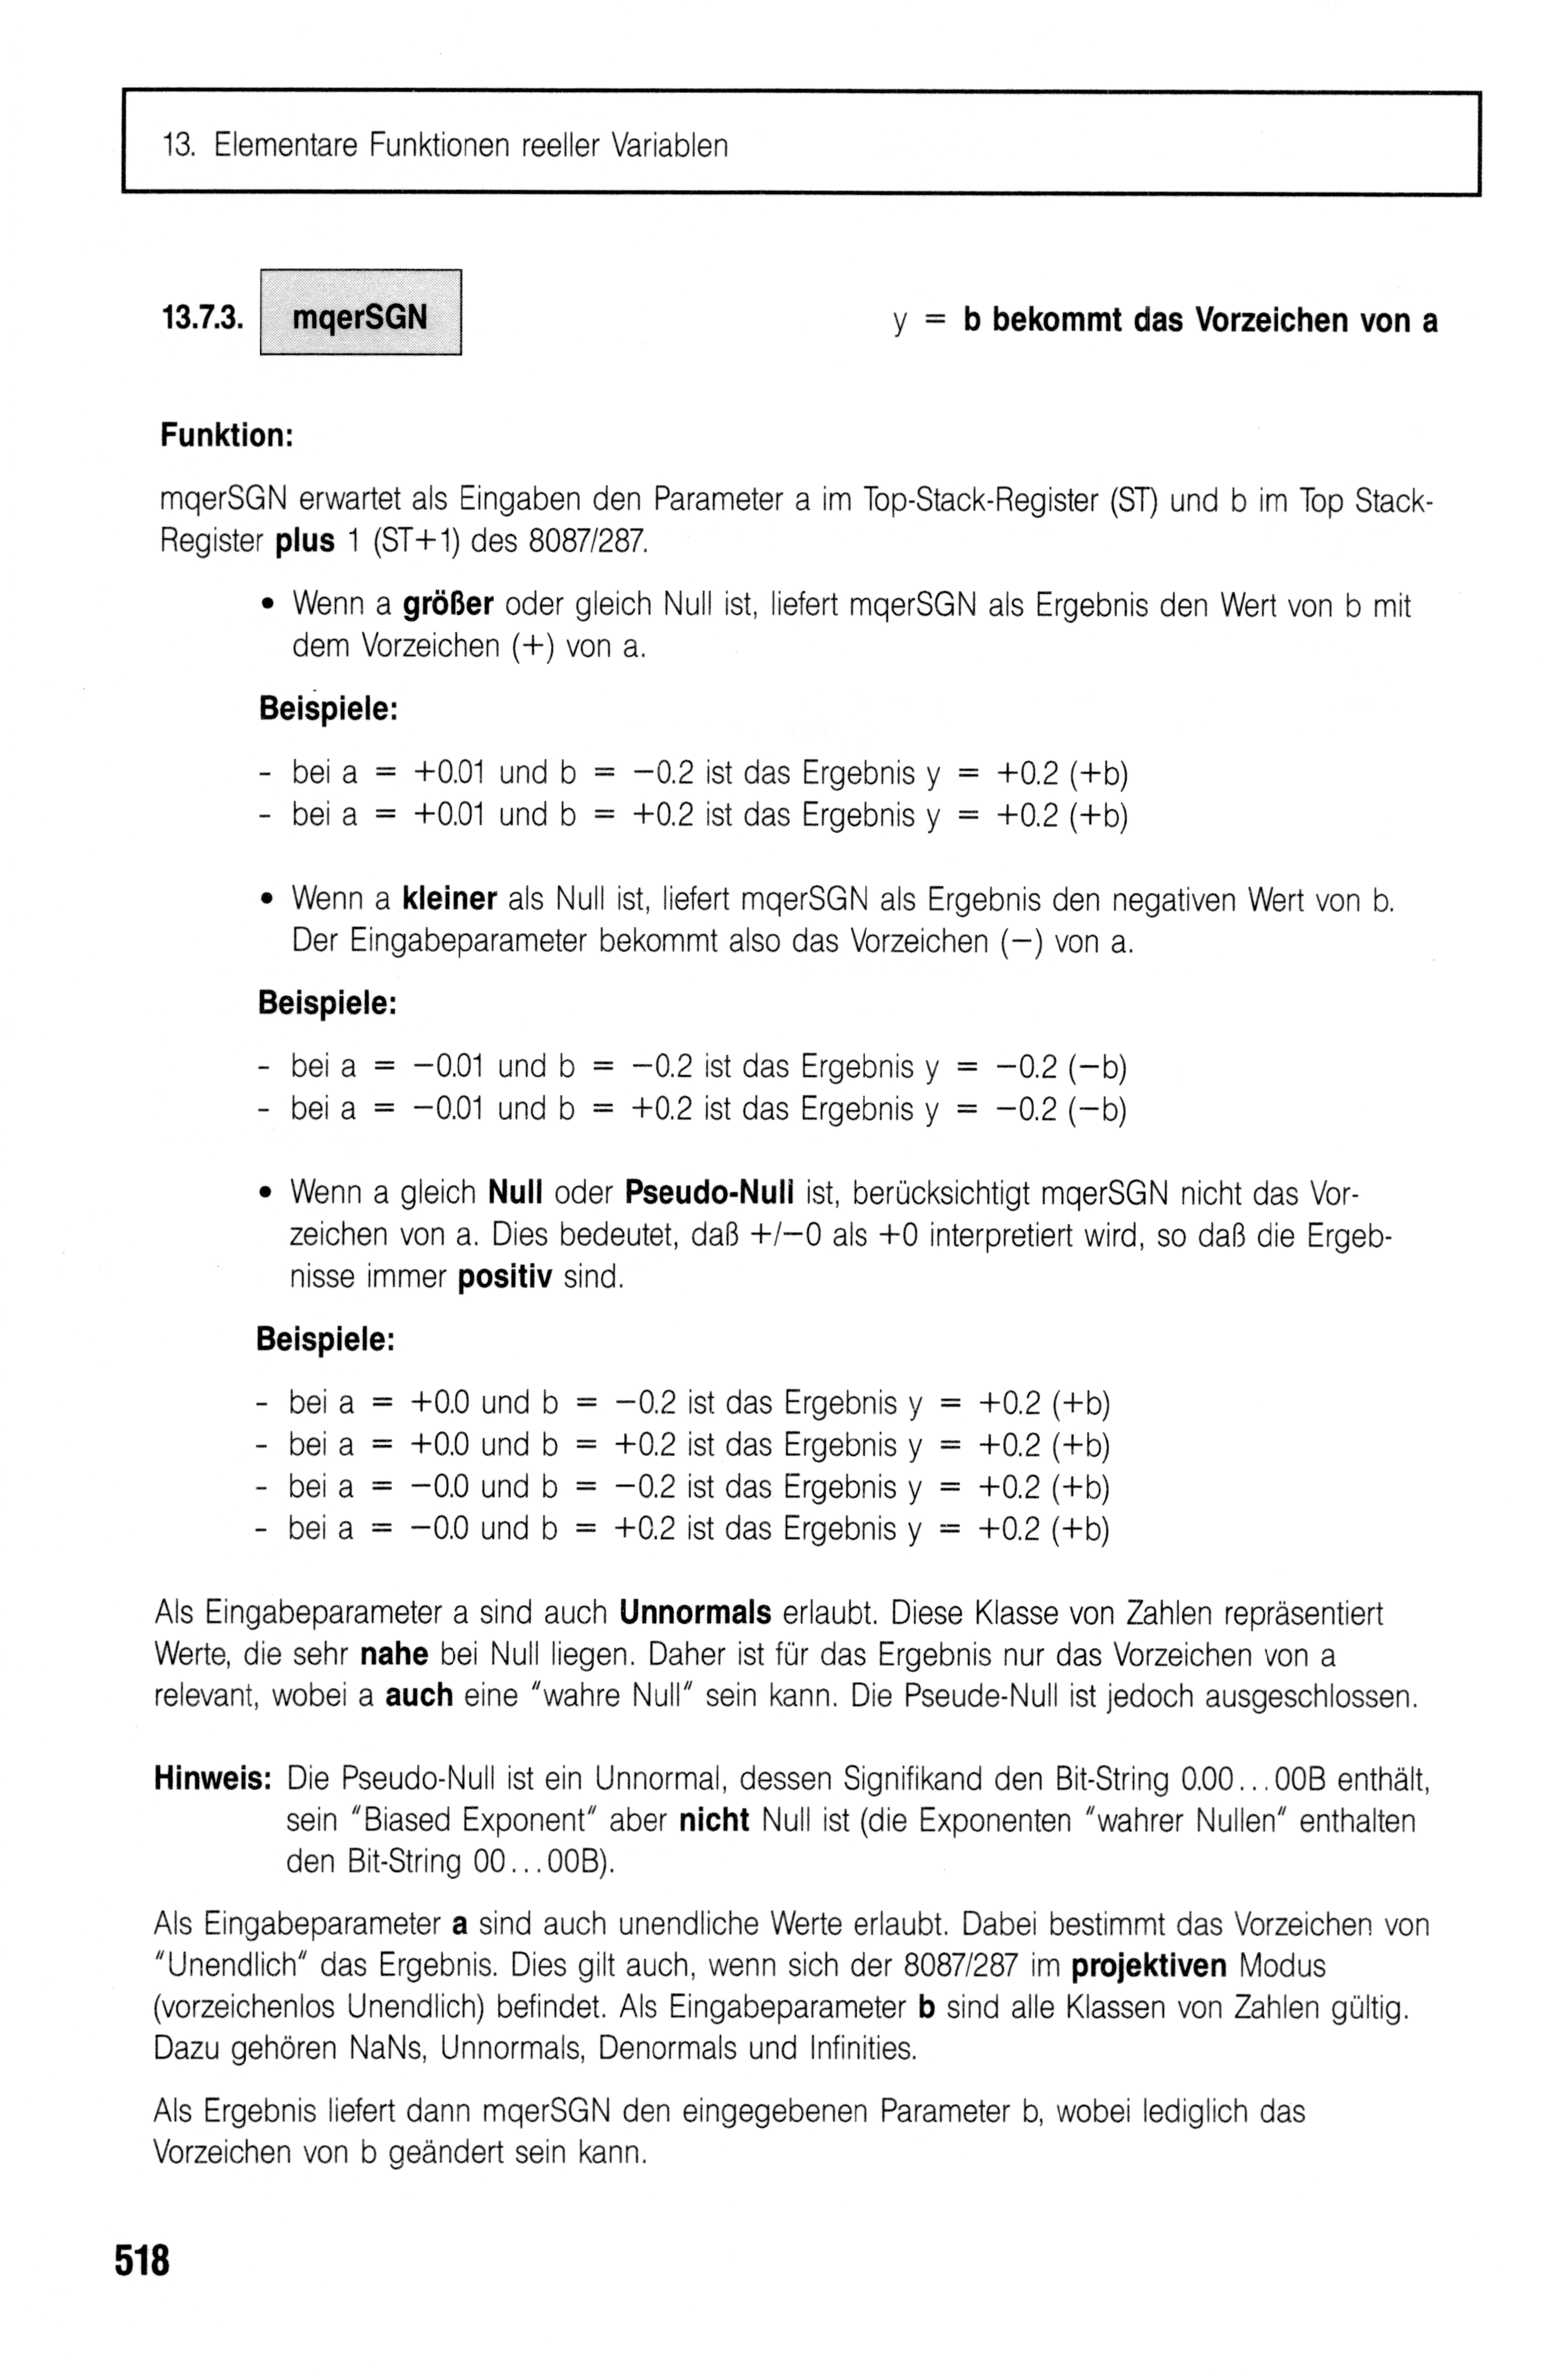 13. Elementare Funktionen reeller Variablen
13.7.3. mqerSGN y = b bekommt das Vorzeichen von a
Funktion:
mqerSGN erwartet als Eingaben den Parameter a im Top-Stack-Register (ST) und b im Top Stack-
Register plus 1 (ST+1) des 8087/287.
• Wenn a größer oder gleich Null ist, liefert mqerSGN als Ergebnis den Wert von b mit
dem Vorzeichen (+) von a.
Beispiele:
- bei a = +0.01 und b = −0.2 ist das Ergebnis y = +0.2 (+b)
- bei a = +0.01 und b = +0.2 ist das Ergebnis y = +0.2 (+b)
• Wenn a kleiner als Null ist, liefert mqerSGN als Ergebnis den negativen Wert von b.
Der Eingabeparameter bekommt also das Vorzeichen (−) von a.
Beispiele:
- bei a = −0.01 und b = −0.2 ist das Ergebnis y = −0.2 (−b)
- bei a = −0.01 und b = +0.2 ist das Ergebnis y = −0.2 (−b)
• Wenn a gleich Null oder Pseudo-Null ist, berücksichtigt mqerSGN nicht das Vor-
zeichen von a. Dies bedeutet, daß +/−0 als +0 interpretiert wird, so daß die Ergeb-
nisse immer positiv sind.
Beispiele:
- bei a = +0.0 und b = −0.2 ist das Ergebnis y = +0.2 (+b)
- bei a = +0.0 und b = +0.2 ist das Ergebnis y = +0.2 (+b)
- bei a = −0.0 und b = −0.2 ist das Ergebnis y = +0.2 (+b)
- bei a = −0.0 und b = +0.2 ist das Ergebnis y = +0.2 (+b)
Als Eingabeparameter a sind auch Unnormals erlaubt. Diese Klasse von Zahlen repräsentiert
Werte, die sehr nahe bei Null liegen. Daher ist für das Ergebnis nur das Vorzeichen von a
relevant, wobei a auch eine "wahre Null" sein kann. Die Pseude-Null ist jedoch ausgeschlossen.
Hinweis: Die Pseudo-Null ist ein Unnormal, dessen Signifikand den Bit-String 0.00...00B enthält,
sein "Biased Exponent" aber nicht Null ist (die Exponenten "wahrer Nullen" enthalten
den Bit-String 00...00B).
Als Eingabeparameter a sind auch unendliche Werte erlaubt. Dabei bestimmt das Vorzeichen von
"Unendlich" das Ergebnis. Dies gilt auch, wenn sich der 8087/287 im projektiven Modus
(vorzeichenlos Unendlich) befindet. Als Eingabeparameter b sind alle Klassen von Zahlen gültig.
Dazu gehören NaNs, Unnormals, Denormals und Infinities.
Als Ergebnis liefert dann mqerSGN den eingegebenen Parameter b, wobei lediglich das
Vorzeichen von b geändert sein kann.
518